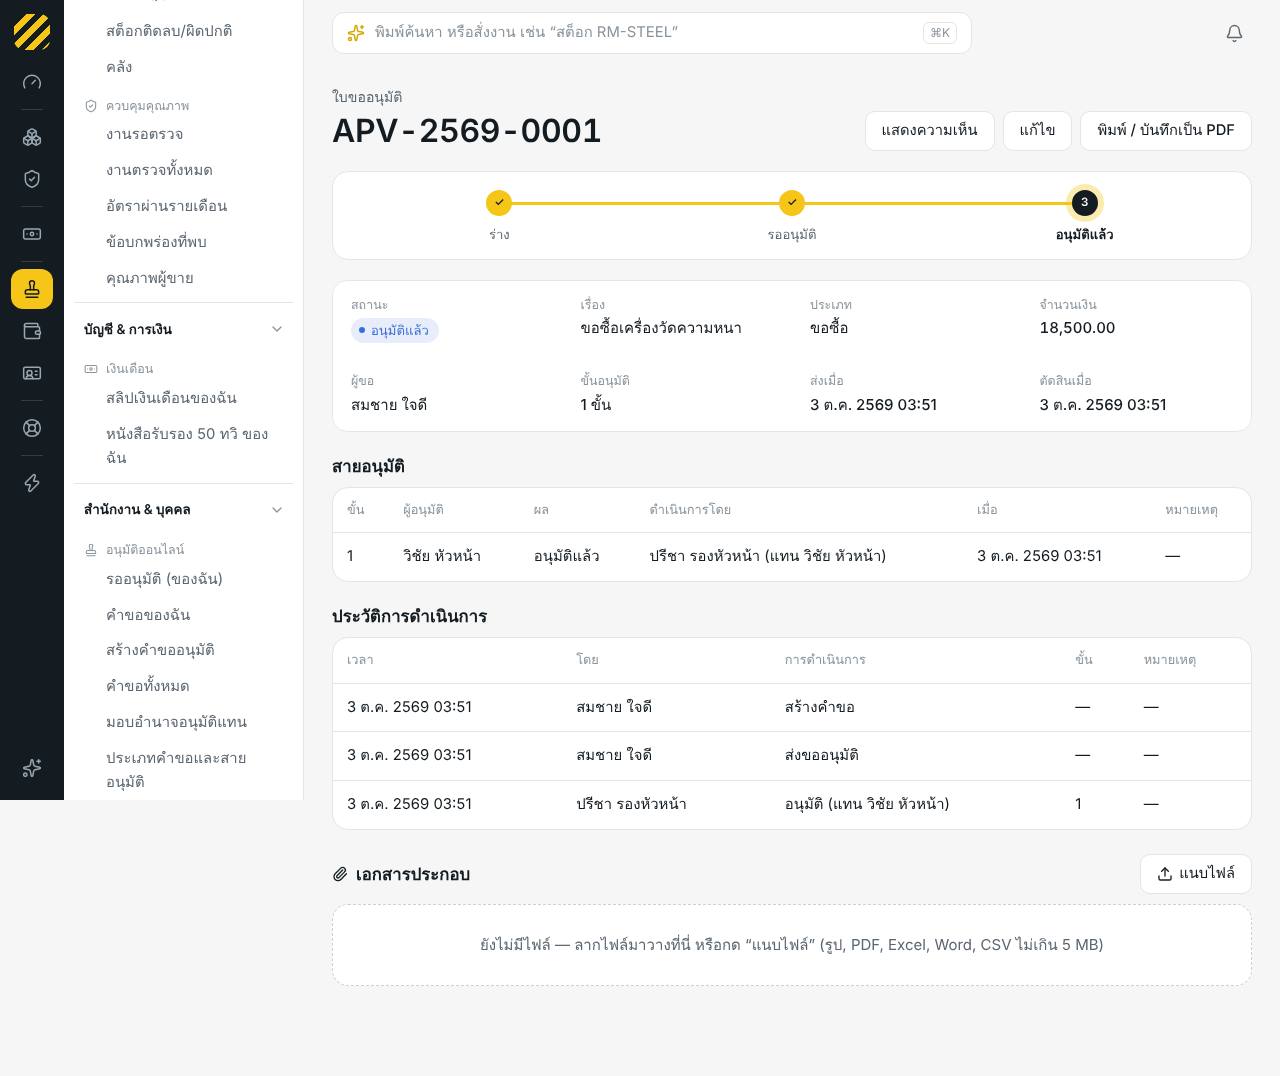 สต็อกติดลบ/ผิดปกติ
คลัง
ควบคุมคุณภาพ
งานรอตรวจ
งานตรวจทั้งหมด
อัตราผ่านรายเดือน
ข้อบกพร่องที่พบ
คุณภาพผู้ขาย
บัญชี & การเงิน
เงินเดือน
สลิปเงินเดือนของฉัน
หนังสือรับรอง 50 ทวิ ของ
ฉัน
สำนักงาน & บุคคล
อนุมัติออนไลน์
รออนุมัติ (ของฉัน)
คำขอของฉัน
สร้างคำขออนุมัติ
คำขอทั้งหมด
มอบอำนาจอนุมัติแทน
ประเภทคำขอและสาย
อนุมัติ
พิมพ์ค้นหา หรือสั่งงาน เช่น “สต็อก RM-STEEL” ⌘K
ใบขออนุมัติ
APV-2569-0001
แสดงความเห็น แก้ไข พิมพ์ / บันทึกเป็น PDF
3
ร่าง รออนุมัติ อนุมัติแล้ว
สถานะ เรื่อง ประเภท จำนวนเงิน
อนุมัติแล้ว ขอซื้อเครื่องวัดความหนา ขอซื้อ 18,500.00
ผู้ขอ ขั้นอนุมัติ ส่งเมื่อ ตัดสินเมื่อ
สมชาย ใจดี 1 ขั้น 3 ต.ค. 2569 03:51 3 ต.ค. 2569 03:51
สายอนุมัติ
ขั้น ผู้อนุมัติ ผล ดำเนินการโดย เมื่อ หมายเหตุ
1 วิชัย หัวหน้า อนุมัติแล้ว ปรีชา รองหัวหน้า (แทน วิชัย หัวหน้า) 3 ต.ค. 2569 03:51 —
ประวัติการดำเนินการ
เวลา โดย การดำเนินการ ขั้น หมายเหตุ
3 ต.ค. 2569 03:51 สมชาย ใจดี สร้างคำขอ — —
3 ต.ค. 2569 03:51 สมชาย ใจดี ส่งขออนุมัติ — —
3 ต.ค. 2569 03:51 ปรีชา รองหัวหน้า อนุมัติ (แทน วิชัย หัวหน้า) 1 —
เอกสารประกอบ แนบไฟล์
ยังไม่มีไฟล์ — ลากไฟล์มาวางที่นี่ หรือกด “แนบไฟล์” (รูป, PDF, Excel, Word, CSV ไม่เกิน 5 MB)